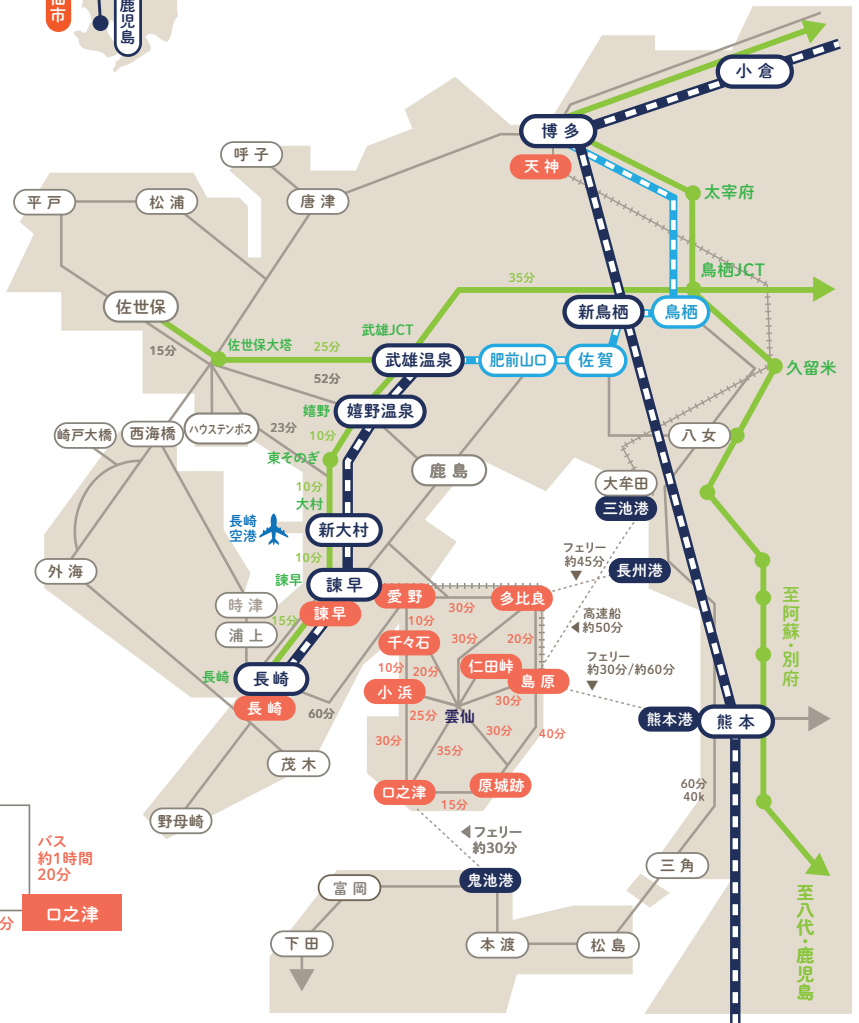 仙市
鹿児島
小倉
博多
天神
呼子
太宰府
平戸
松浦
唐津
鳥栖JCT
35分
佐世保
新鳥栖
鳥栖
武雄JCT
佐世保大塔
25分
15分
武雄温泉
肥前山口
佐賀
久留米
52分
嬉野
嬉野温泉
崎戸大橋
西海橋
ハウステンボス
23分
10分
八女
東そのぎ
鹿島
10分
大牟田
大村
三池港
長崎
空港
新大村
フェリー
約45分
10分
外海
諫早
諫早
長州港
愛野
多比良
時津
諫早
30分
高速船
約50分
15分
10分
浦上
千々石
30分
20分
至阿蘇・別府
フェリー
約30分/約60分
10分
20分
仁田峠
長崎
長崎
長崎
小浜
島原
30分
60分
25分
雲仙
熊本港
熊本
30分
30分
40分
35分
茂木
口之津
原城跡
60分
40k
15分
野母崎
バス
約1時間
20分
フェリー
約30分
三角
鬼池港
富岡
至八代・鹿児島
口之津
分
下田
本渡
松島